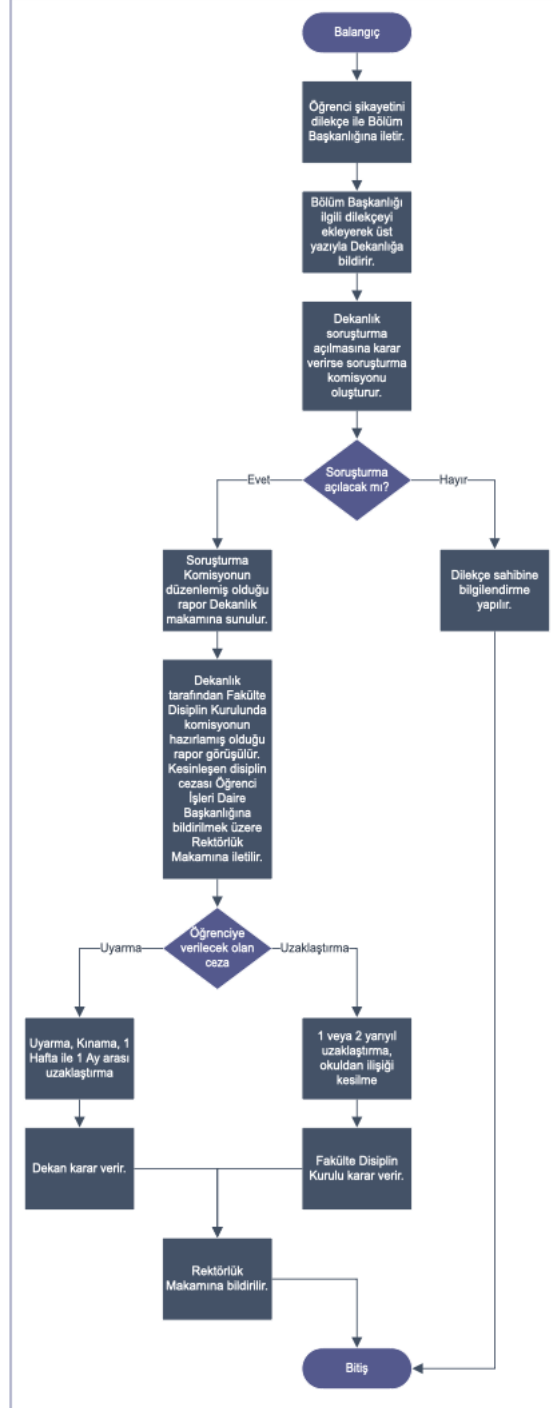 Balangıç
Öğrenci şikayetini
dilekçe ile Bölüm
Başkanlığına iletir.
Bölüm Başkanlığı
ilgili dilekçeyi
ekleyerek üst
yazıyla Dekanlığa
bildirir.
Dekanlık
soruşturma
açılmasına karar
verirse soruşturma
komisyonu
oluşturur.
Soruşturma
açılacak mı?
Evet
Hayır
Soruşturma
Komisyonun
düzenlemiş olduğu
rapor Dekanlık
makamına sunulur.
Dilekçe sahibine
bilgilendirme
yapılır.
Dekanlık
tarafından Fakülte
Disiplin Kurulunda
komisyonun
hazırlamış olduğu
rapor görüşülür.
Kesinleşen disiplin
cezası Öğrenci
İşleri Daire
Başkanlığına
bildirilmek üzere
Rektörlük
Makamına iletilir.
Öğrenciye
verilecek olan
ceza
Uyarma
Uzaklaştırma
Uyarma, Kınama, 1
Hafta ile 1 Ay arası
uzaklaştırma
1 veya 2 yarıyıl
uzaklaştırma,
okuldan ilişiği
kesilme
Dekan karar verir.
Fakülte Disiplin
Kurulu karar verir.
Rektörlük
Makamına bildirilir.
Bitiş